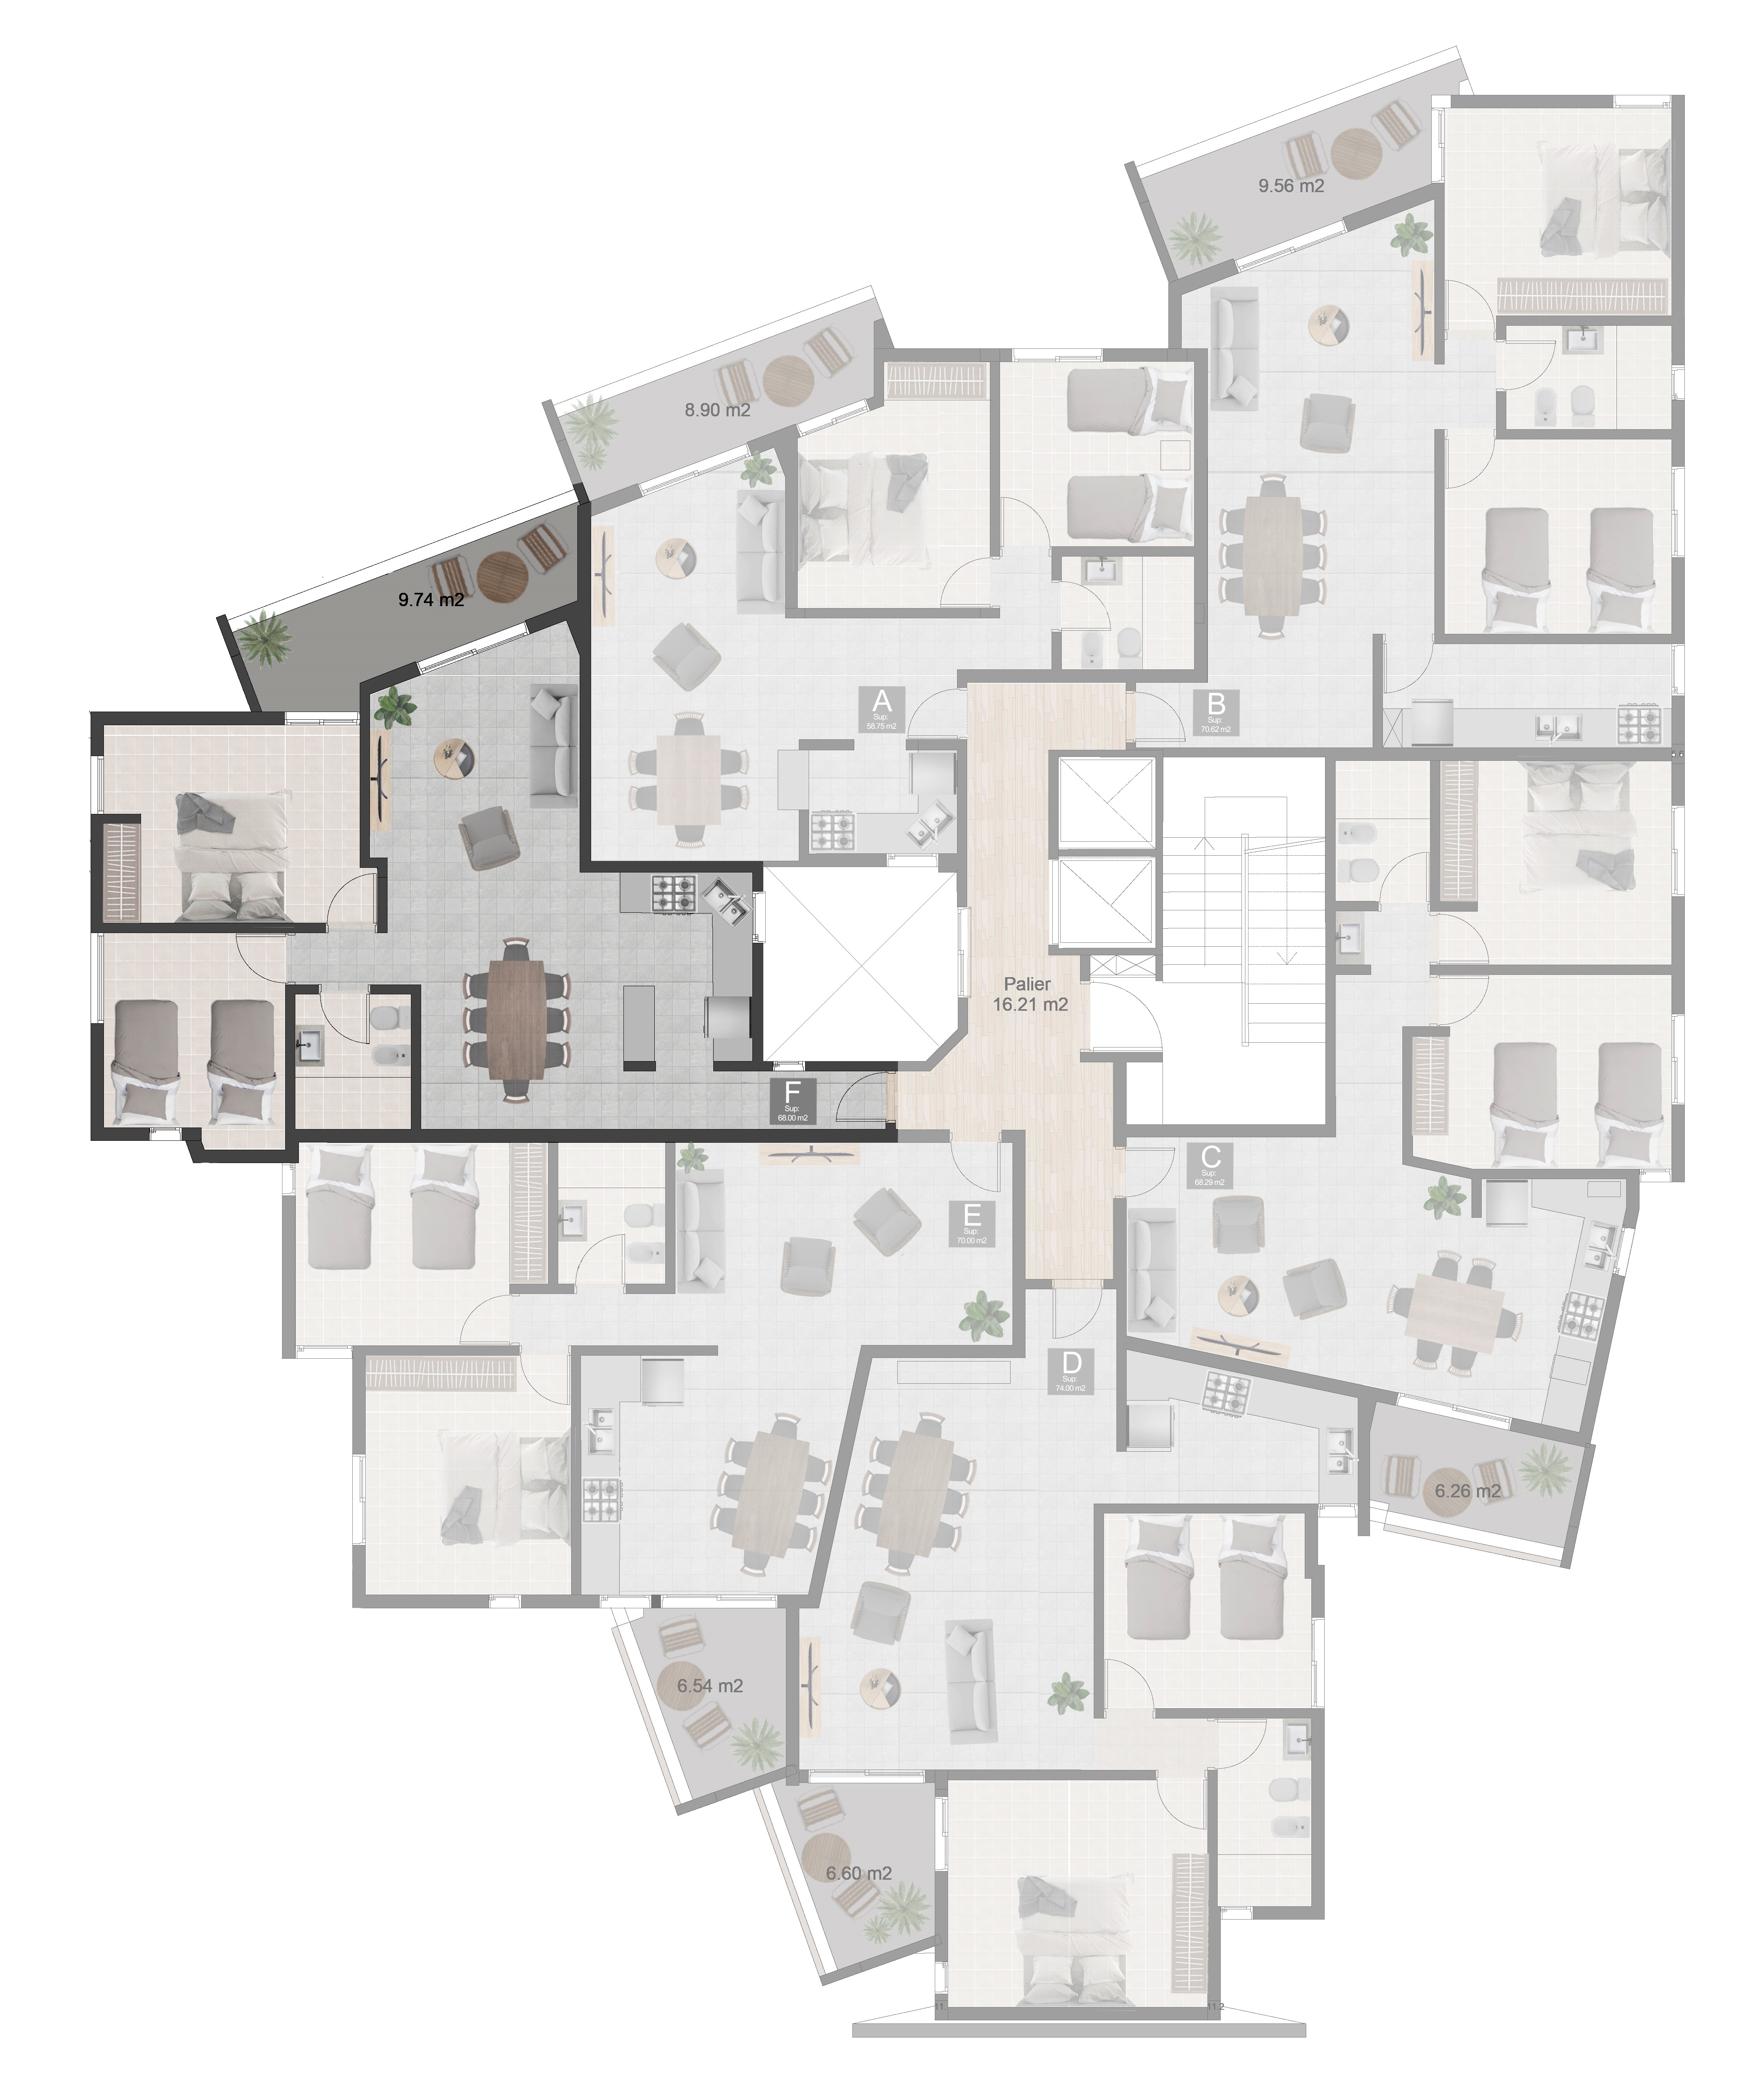 9.56 m2
8.90 m2
9.74 m2
A
Sup:
58.75 m2
B
Sup:
70.62 m2
Palier
16.21 m2
F
Sup:
68.00 m2
C
Sup:
68.29 m2
E
Sup:
70.00 m2
D
Sup:
74.00 m2
6.26 m2
6.54 m2
6.60 m2
11.2